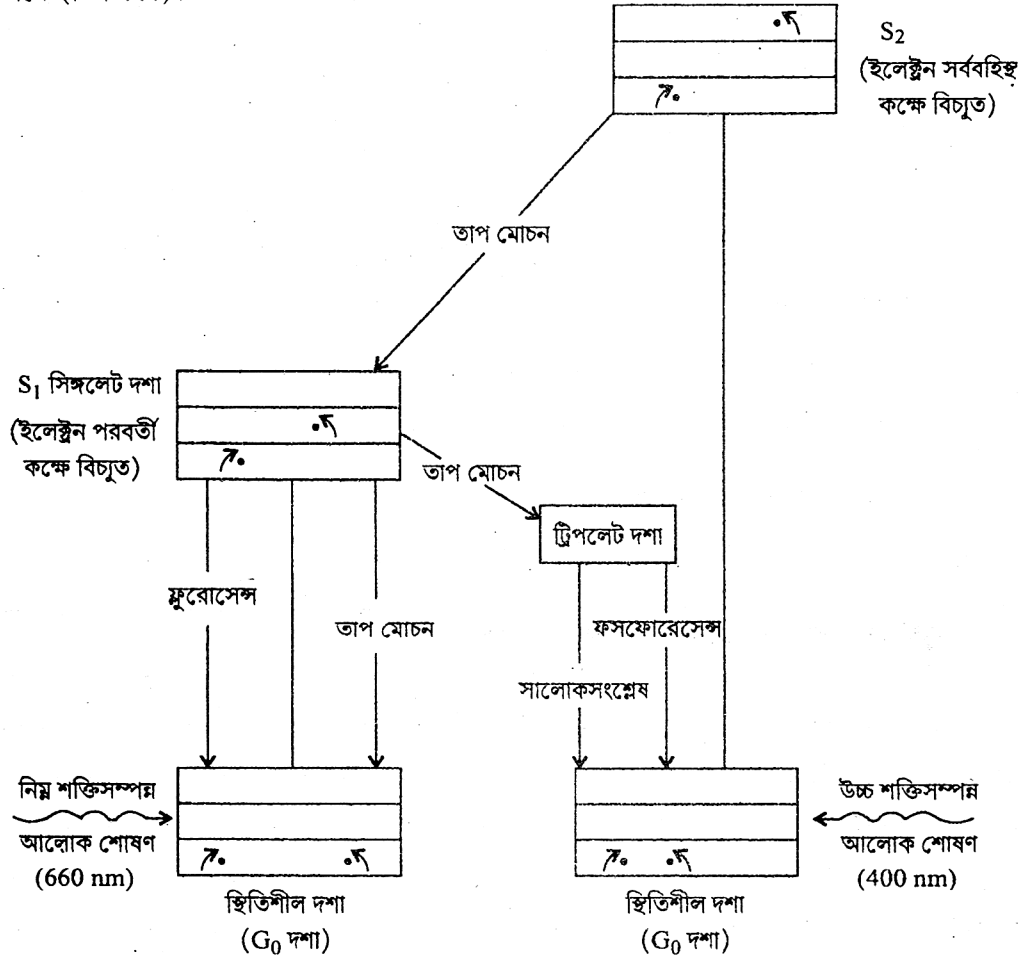 S2
(ইলেক্ট্রন সর্ববহিস্থ
কক্ষে বিচ্যুত)
তাপ মোচন
S1 সিঙ্গলেট দশা
(ইলেক্ট্রন পরবর্তী
কক্ষে বিচ্যুত)
তাপ মোচন
ট্রিপলেট দশা
ফ্লুরোসেন্স
তাপ মোচন
ফসফোরেসেন্স
সালোকসংশ্লেষ
নিম্ন শক্তিসম্পন্ন
আলোক শোষণ
(660 nm)
উচ্চ শক্তিসম্পন্ন
আলোক শোষণ
(400 nm)
স্থিতিশীল দশা
(G0 দশা)
স্থিতিশীল দশা
(G0 দশা)